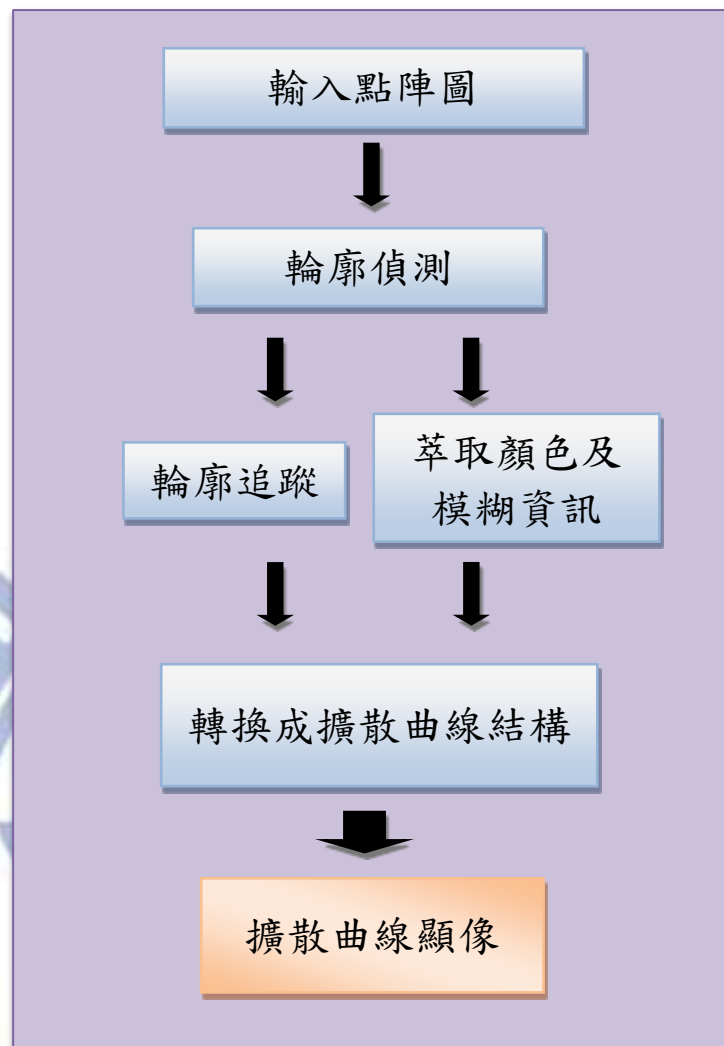 輸入點陣圖
輪廓偵測
輪廓追蹤
萃取顏色及
模糊資訊
轉換成擴散曲線結構
擴散曲線顯像